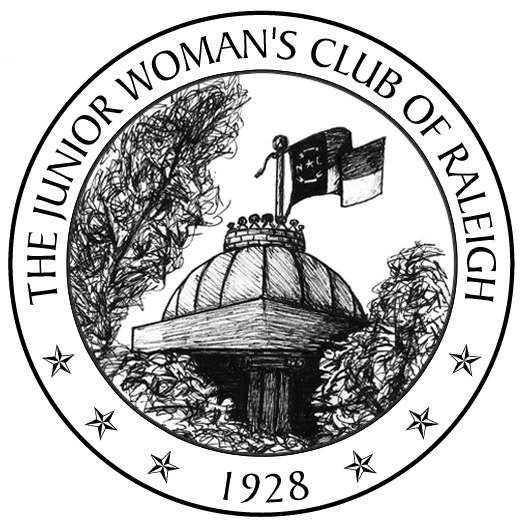 THE JUNIOR WOMAN'S CLUB OF RALEIGH
1928